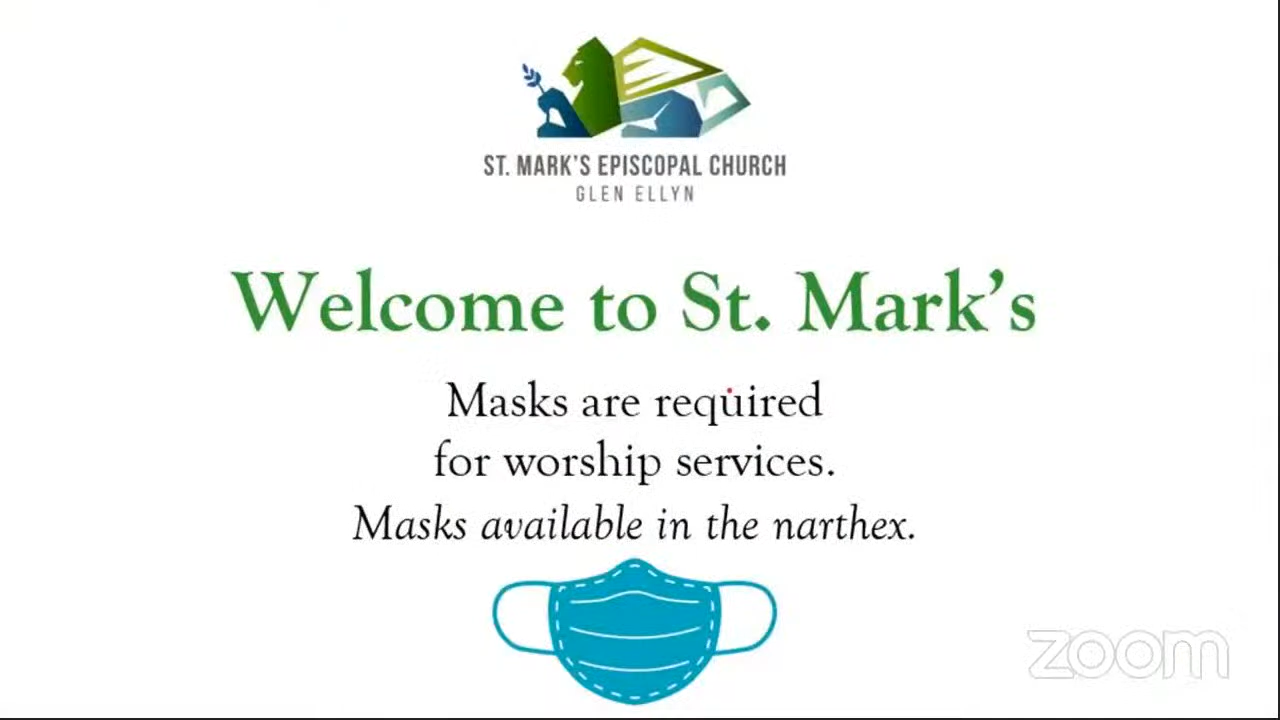 ST. MARK'S EPISCOPAL CHURCH
GLEN ELLYN
Welcome to St. Mark's
Masks are required
for worship services.
Masks available in the narthex.
zoom